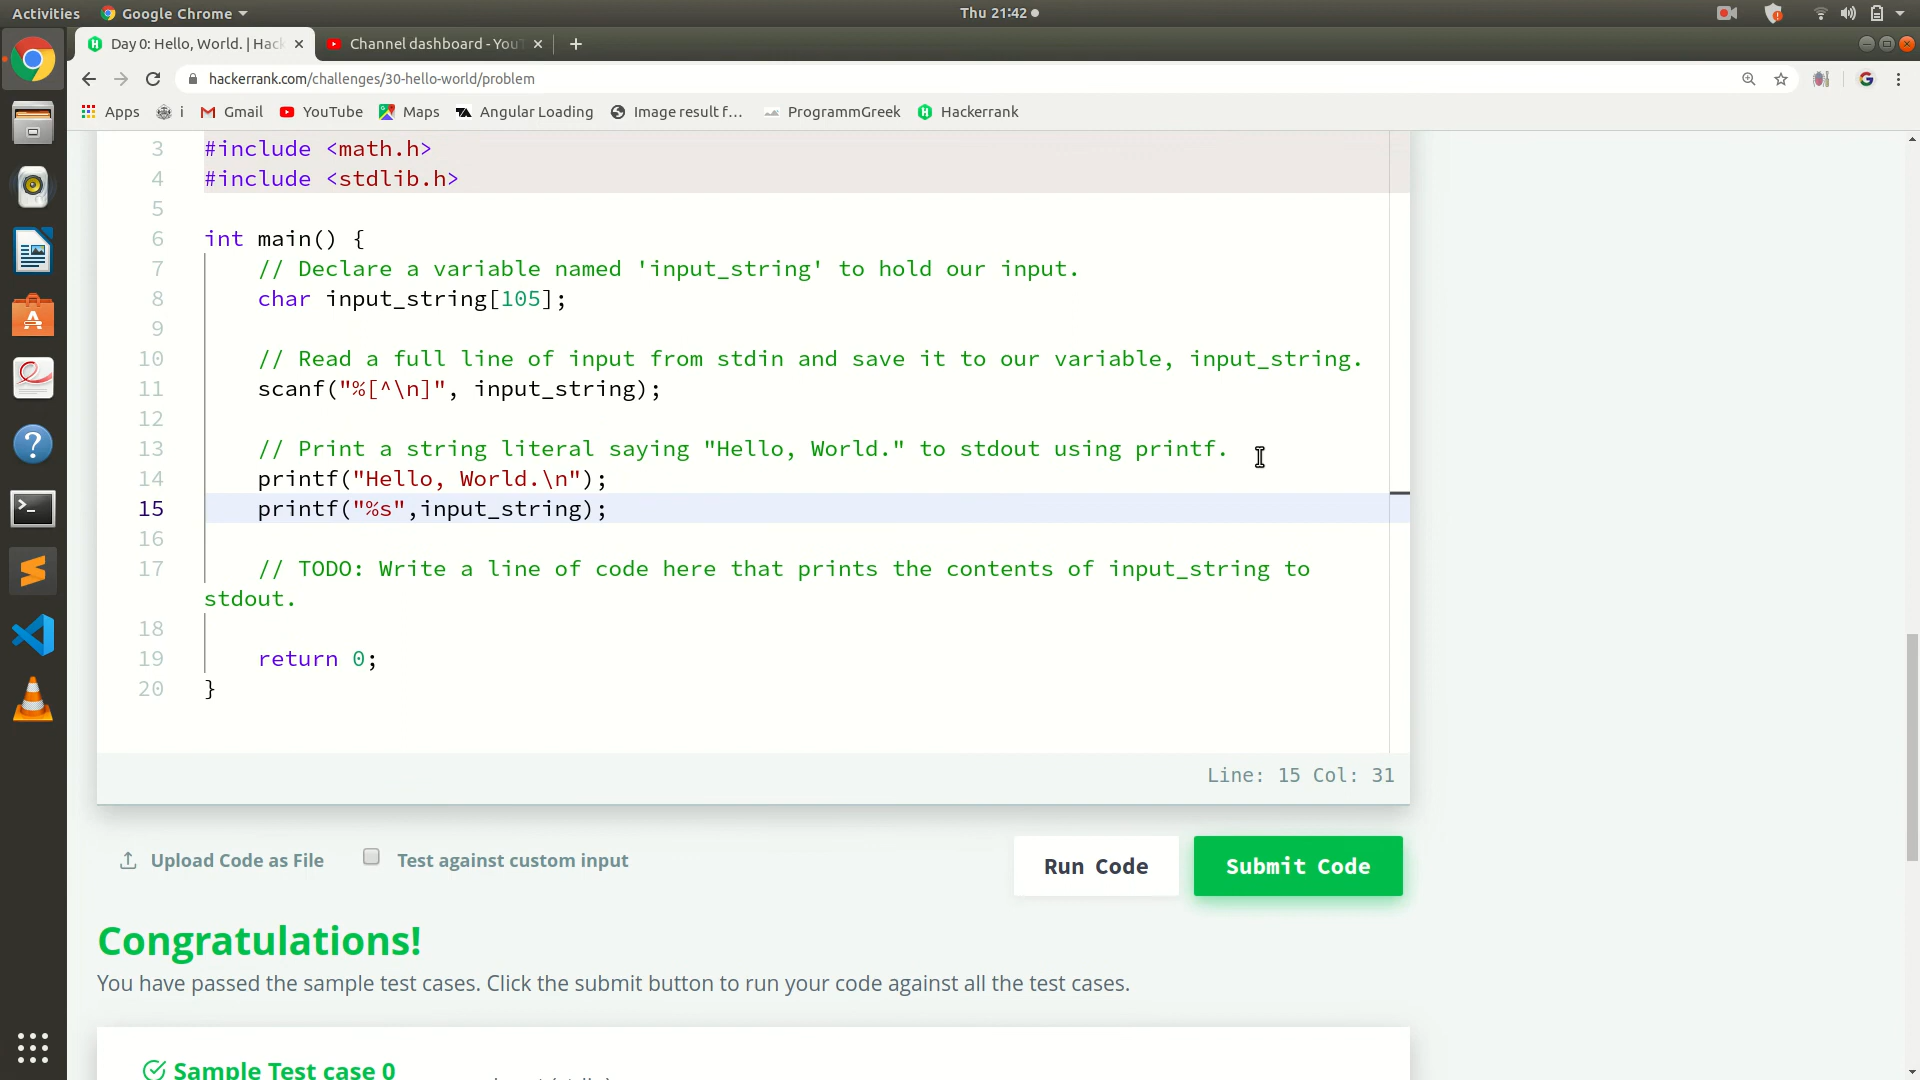 Activities Google Chrome Thu 21:42
Day 0: Hello, World. | Hac Channel dashboard - You
hackerrank.com/challenges/30-hello-world/problem
Apps i Gmail YouTube Maps Angular Loading Image result f... ProgrammGreek Hackerrank
3 #include <math.h>
4 #include <stdlib.h>
5
6 int main() {
7 // Declare a variable named 'input_string' to hold our input.
8 char input_string[105];
9
10 // Read a full line of input from stdin and save it to our variable, input_string.
11 scanf("%[^\n]", input_string);
12
13 // Print a string literal saying "Hello, World." to stdout using printf.
14 printf("Hello, World.\n");
15 printf("%s",input_string);
16
17 // TODO: Write a line of code here that prints the contents of input_string to
stdout.
18
19 return 0;
20 }
Line: 15 Col: 31
Upload Code as File Test against custom input Run Code Submit Code
Congratulations!
You have passed the sample test cases. Click the submit button to run your code against all the test cases.
Sample Test case 0